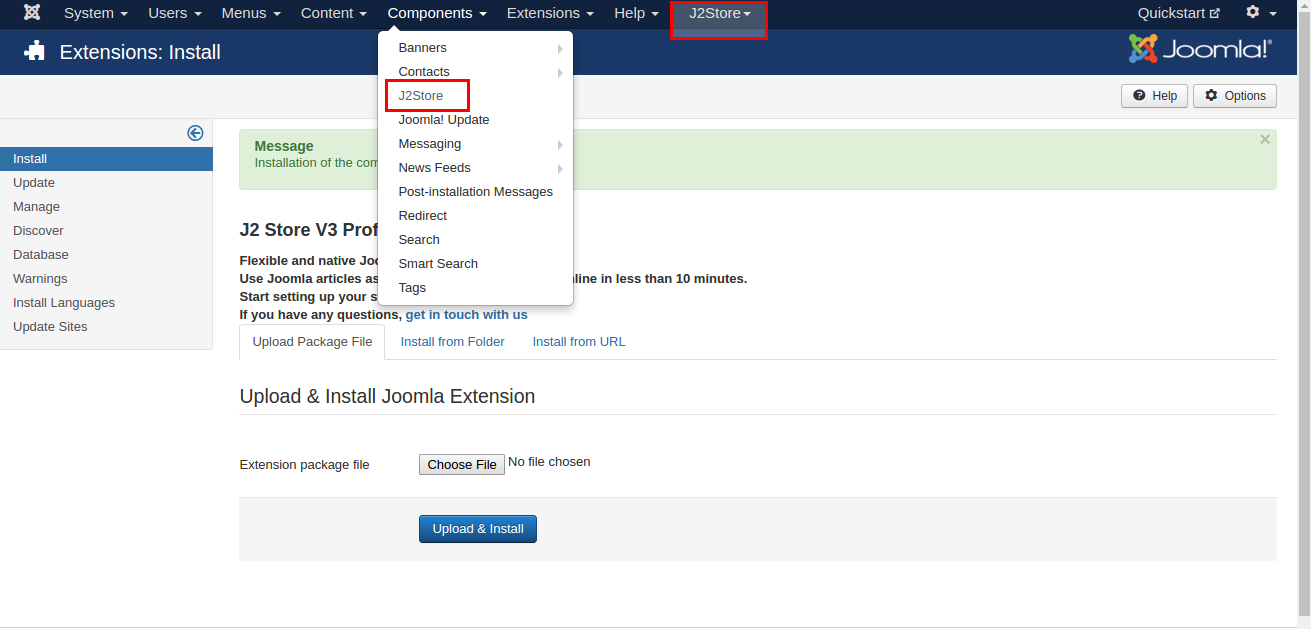 System Users Menus Content Components Extensions Help J2Store Quickstart
Extensions: Install
Joomla!®
Banners
Contacts
J2Store
Joomla! Update
Messaging
News Feeds
Post-installation Messages
Redirect
Search
Smart Search
Tags
Help Options
Install
Update
Manage
Discover
Database
Warnings
Install Languages
Update Sites
Message
Installation of the com
J2 Store V3 Prof
Flexible and native Joo
Use Joomla articles as line in less than 10 minutes.
Start setting up your s
If you have any questions, get in touch with us
Upload Package File Install from Folder Install from URL
Upload & Install Joomla Extension
Extension package file Choose File No file chosen
Upload & Install